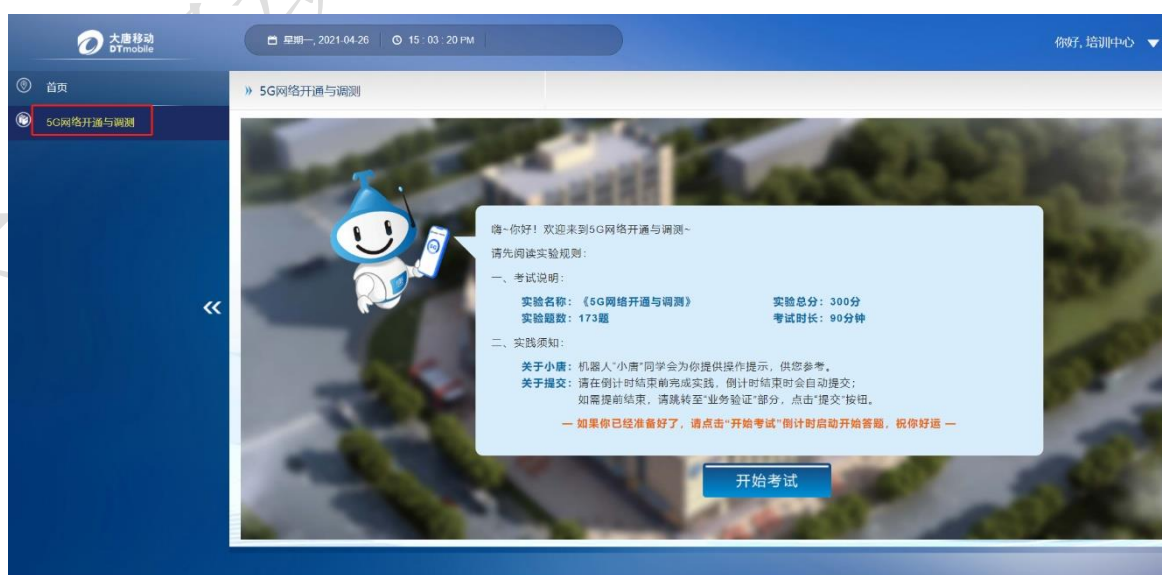 大唐移动
DTmobile
星期一, 2021-04-26 15 : 03 : 20 PM
你好, 培训中心 ▼
首页
» 5G网络开通与调测
5G网络开通与调测
嗨~你好！欢迎来到5G网络开通与调测~
请先阅读实验规则：
一、考试说明：
实验名称：《5G网络开通与调测》 实验总分：300分
实验题数：173题 考试时长：90分钟
二、实践须知：
关于小唐：机器人“小唐”同学会为你提供操作提示，供您参考。
关于提交：请在倒计时结束前完成实践，倒计时结束时会自动提交；
如需提前结束，请跳转至“业务验证”部分，点击“提交”按钮。
— 如果你已经准备好了，请点击“开始考试”倒计时启动开始答题，祝你好运 —
开始考试